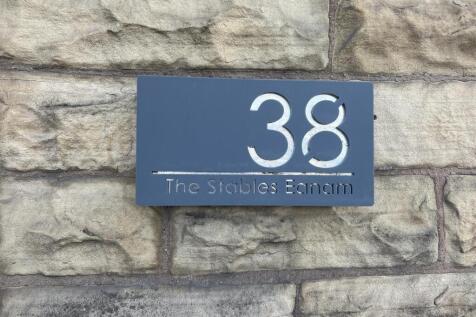 38
The Stables Eanam